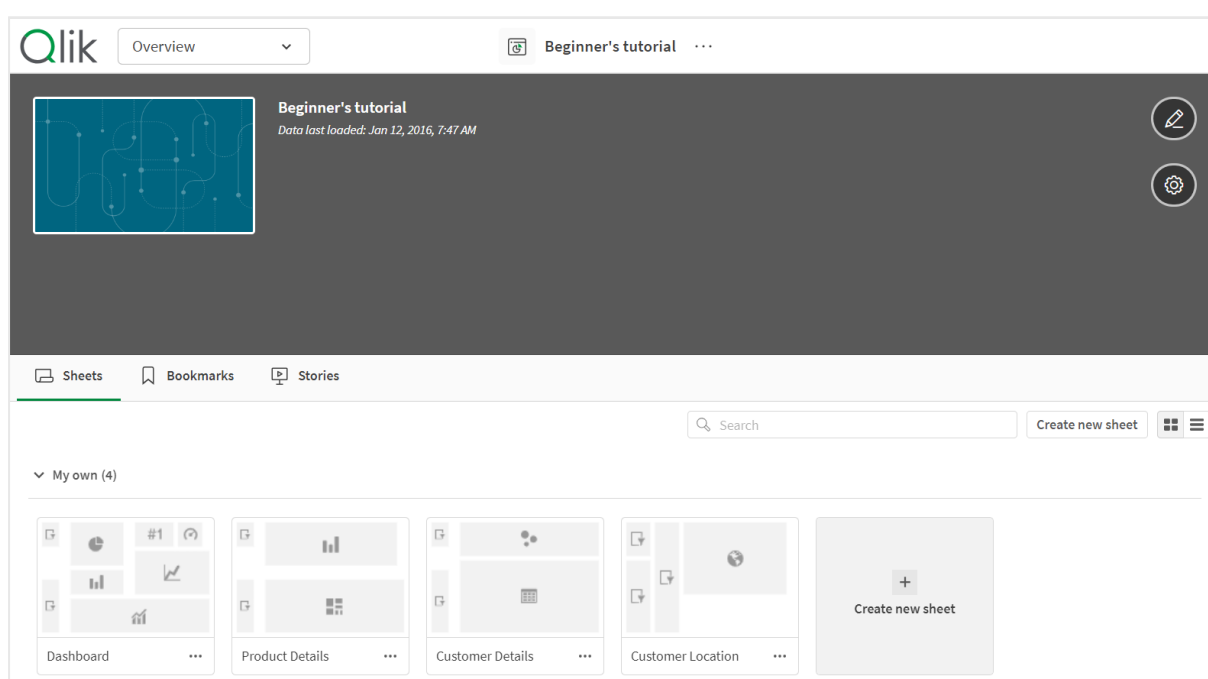 Qlik
Overview
Beginner's tutorial ...
Beginner's tutorial
Data last loaded: Jan 12, 2016, 7:47 AM
Sheets
Bookmarks
Stories
Search
Create new sheet
My own (4)
#1
Dashboard ...
Product Details ...
Customer Details ...
Customer Location ...
+
Create new sheet